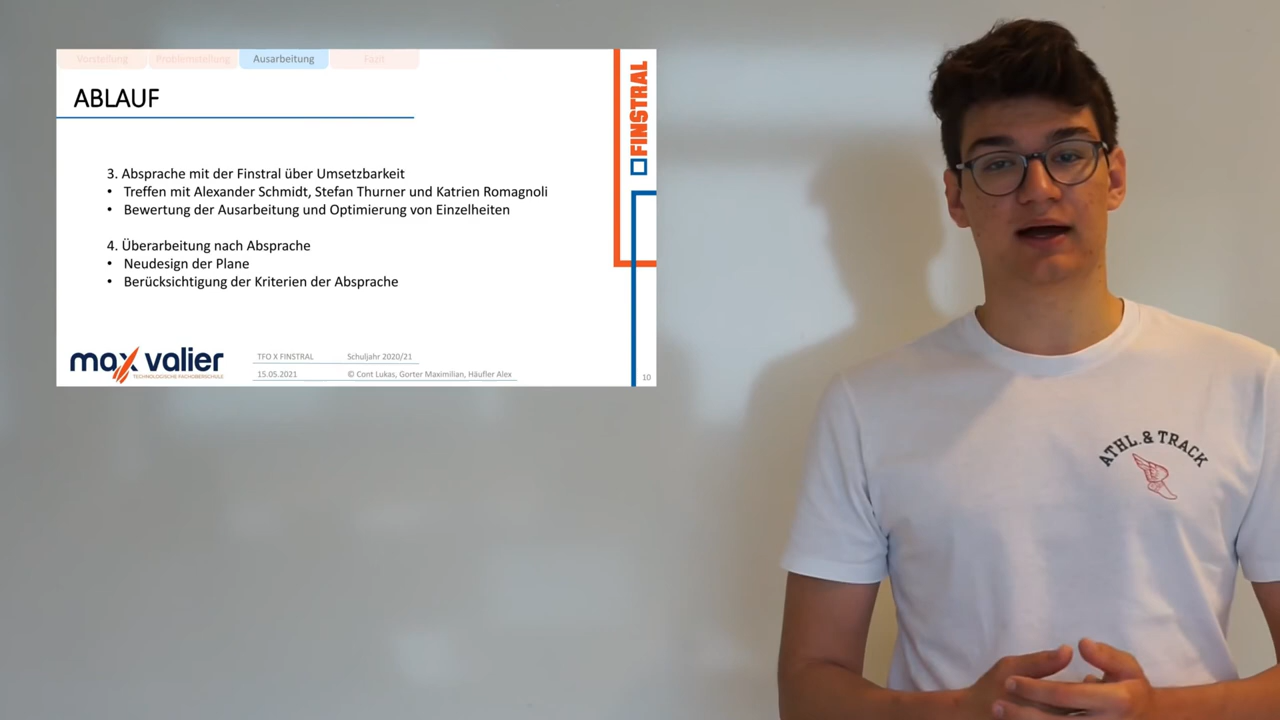 Vorstellung Problemstellung Ausarbeitung Fazit
ABLAUF
3. Absprache mit der Finstral über Umsetzbarkeit
• Treffen mit Alexander Schmidt, Stefan Thurner und Katrien Romagnoli
• Bewertung der Ausarbeitung und Optimierung von Einzelheiten
4. Überarbeitung nach Absprache
• Neudesign der Plane
• Berücksichtigung der Kriterien der Absprache
FINSTRAL
max valier
TECHNOLOGISCHE FACHOBERSCHULE
TFO X FINSTRAL Schuljahr 2020/21
15.05.2021 © Cont Lukas, Gorter Maximilian, Häufler Alex
10
ATHL. & TRACK